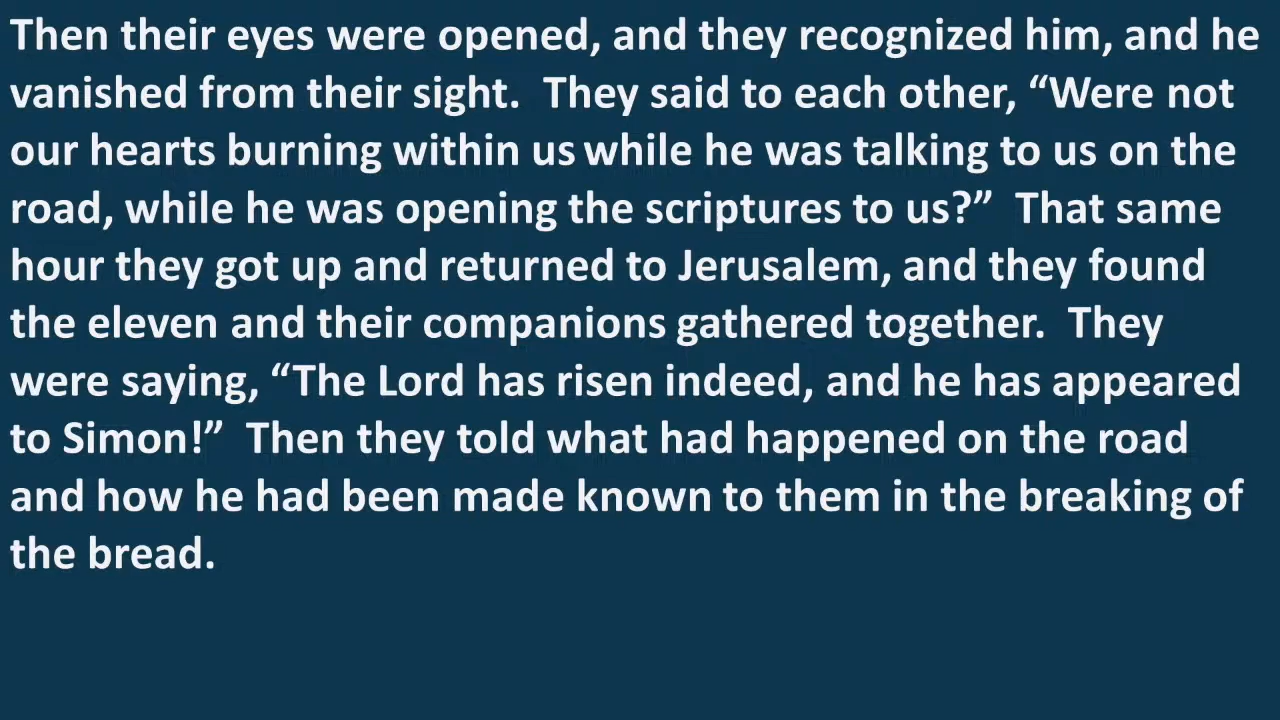 Then their eyes were opened, and they recognized him, and he
vanished from their sight.  They said to each other, “Were not
our hearts burning within us while he was talking to us on the
road, while he was opening the scriptures to us?”  That same
hour they got up and returned to Jerusalem, and they found
the eleven and their companions gathered together.  They
were saying, “The Lord has risen indeed, and he has appeared
to Simon!”  Then they told what had happened on the road
and how he had been made known to them in the breaking of
the bread.